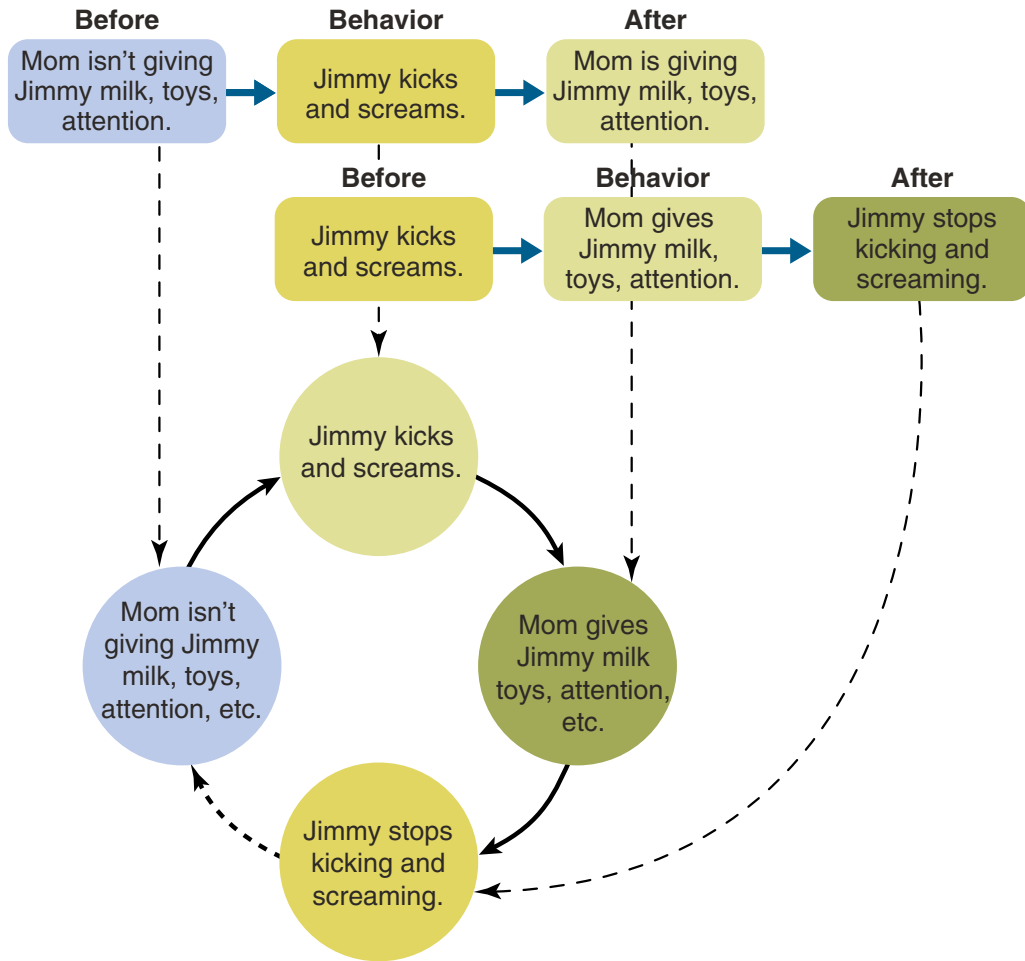 Before
Behavior
After
Mom isn't giving
Jimmy milk, toys,
attention.
Jimmy kicks
and screams.
Mom is giving
Jimmy milk, toys,
attention.
Before
Behavior
After
Jimmy kicks
and screams.
Mom gives
Jimmy milk,
toys, attention.
Jimmy stops
kicking and
screaming.
Jimmy kicks
and screams.
Mom isn't
giving Jimmy
milk, toys,
attention, etc.
Mom gives
Jimmy milk
toys, attention,
etc.
Jimmy stops
kicking and
screaming.